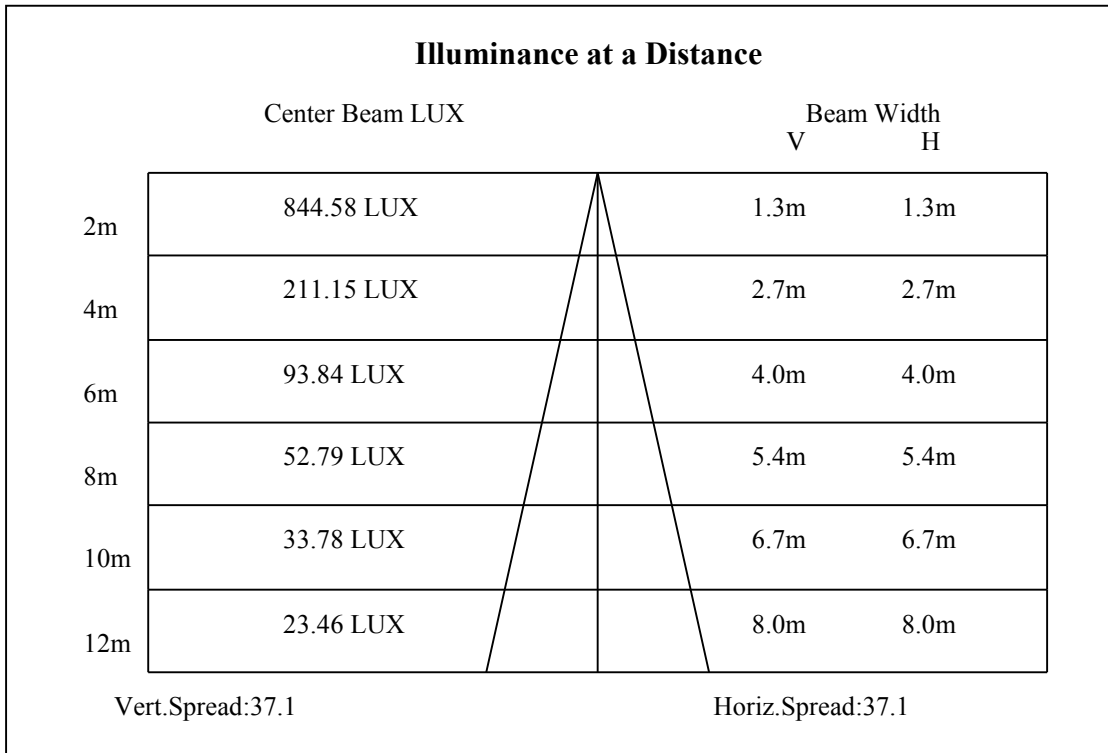 Illuminance at a Distance
Center Beam LUX Beam Width
V H
2m 844.58 LUX 1.3m 1.3m
4m 211.15 LUX 2.7m 2.7m
6m 93.84 LUX 4.0m 4.0m
8m 52.79 LUX 5.4m 5.4m
10m 33.78 LUX 6.7m 6.7m
12m 23.46 LUX 8.0m 8.0m
Vert.Spread:37.1 Horiz.Spread:37.1